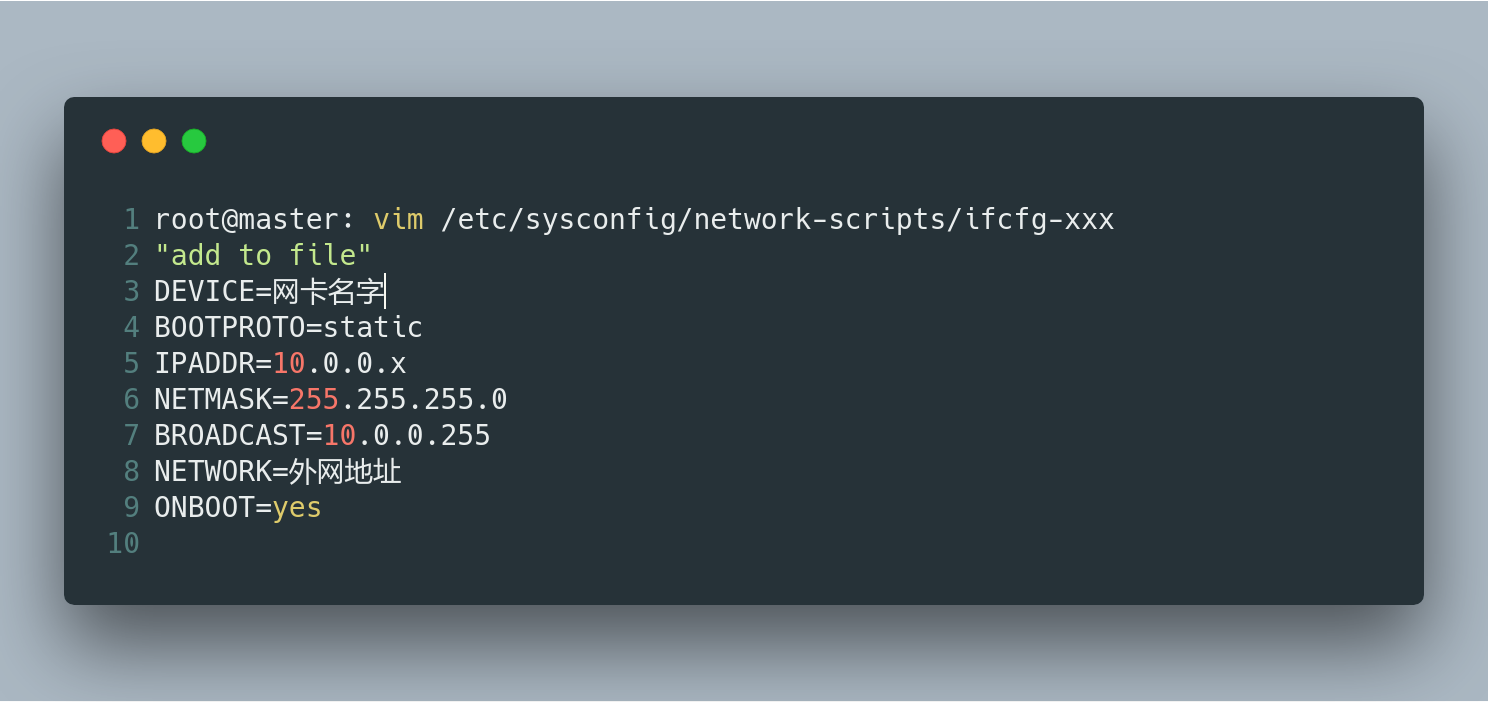 1 root@master: vim /etc/sysconfig/network-scripts/ifcfg-xxx
2 "add to file"
3 DEVICE=网卡名字
4 BOOTPROTO=static
5 IPADDR=10.0.0.x
6 NETMASK=255.255.255.0
7 BROADCAST=10.0.0.255
8 NETWORK=外网地址
9 ONBOOT=yes
10